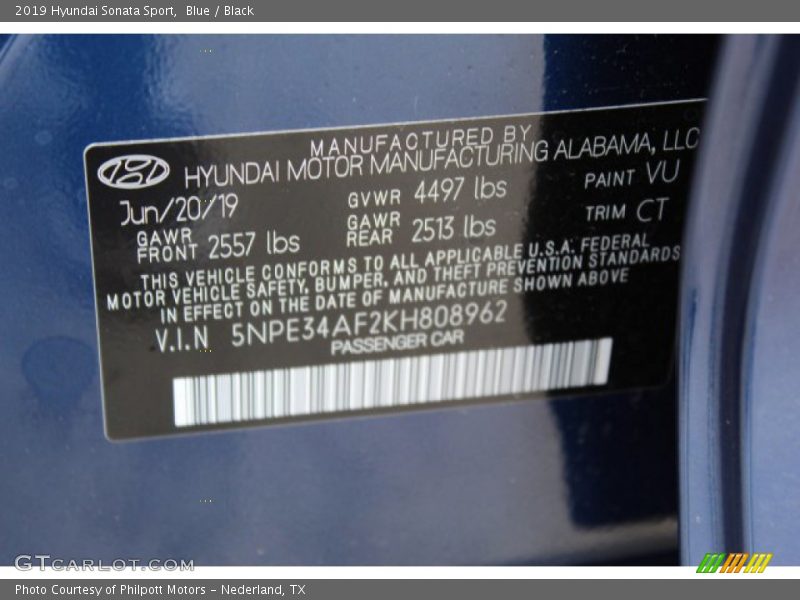 2019 Hyundai Sonata Sport,  Blue / Black
MANUFACTURED BY
HYUNDAI MOTOR MANUFACTURING ALABAMA, LLC
Jun/20/19 GVWR 4497 lbs PAINT VU
GAWR FRONT 2557 lbs GAWR REAR 2513 lbs TRIM CT
THIS VEHICLE CONFORMS TO ALL APPLICABLE U.S.A. FEDERAL
MOTOR VEHICLE SAFETY, BUMPER, AND THEFT PREVENTION STANDARDS
IN EFFECT ON THE DATE OF MANUFACTURE SHOWN ABOVE
V.I.N 5NPE34AF2KH808962
PASSENGER CAR
GTCARLOT.COM
Photo Courtesy of Philpott Motors - Nederland, TX